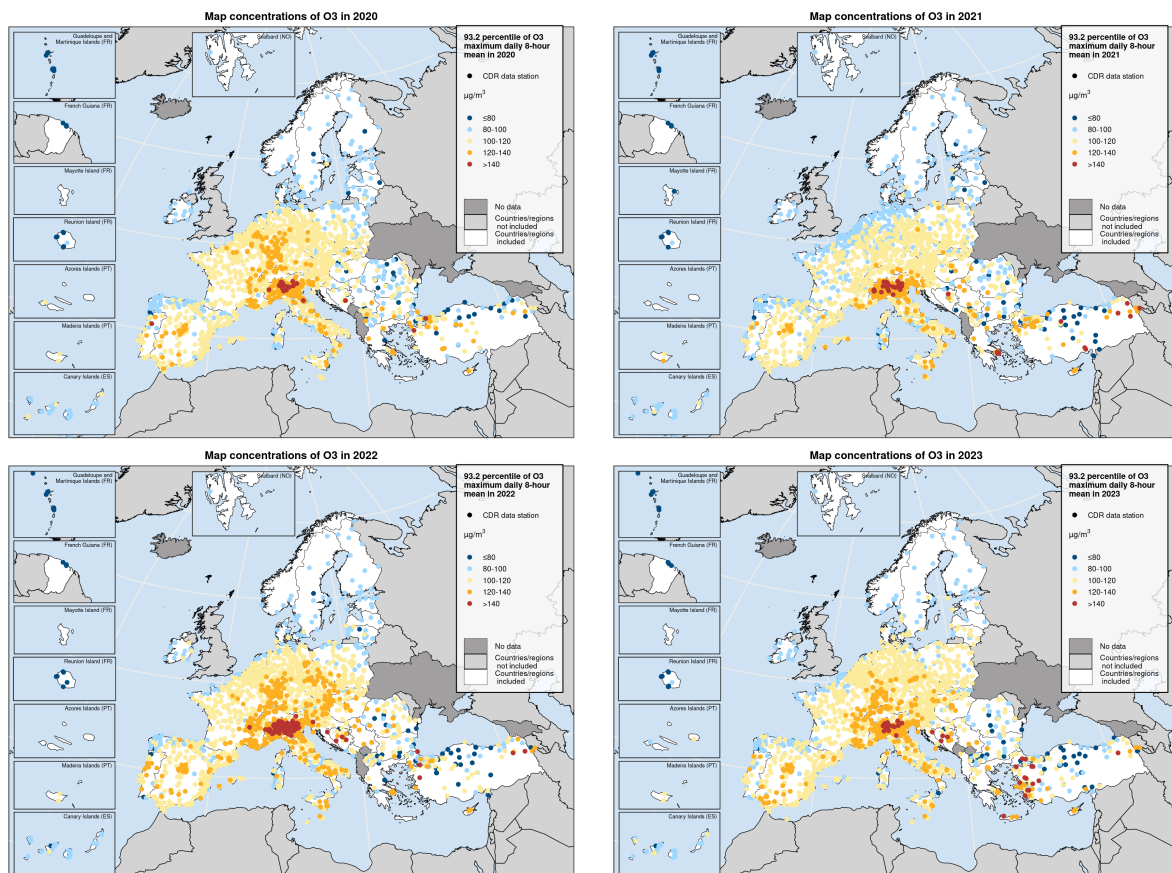 Map concentrations of O3 in 2020
Guadeloupe and
Martinique Islands (FR)
French Guiana (FR)
Mayotte Island (FR)
Reunion Island (FR)
Azores Islands (PT)
Madeira Islands (PT)
Canary Islands (ES)
Svalbard (NO)
93.2 percentile of O3
maximum daily 8-hour
mean in 2020
CDR data station
µg/m³
≤80
80-100
100-120
120-140
>140
No data
Countries/regions
not included
Countries/regions
included
Map concentrations of O3 in 2021
Guadeloupe and
Martinique Islands (FR)
French Guiana (FR)
Mayotte Island (FR)
Reunion Island (FR)
Azores Islands (PT)
Madeira Islands (PT)
Canary Islands (ES)
Svalbard (NO)
93.2 percentile of O3
maximum daily 8-hour
mean in 2021
CDR data station
µg/m³
≤80
80-100
100-120
120-140
>140
No data
Countries/regions
not included
Countries/regions
included
Map concentrations of O3 in 2022
Guadeloupe and
Martinique Islands (FR)
French Guiana (FR)
Mayotte Island (FR)
Reunion Island (FR)
Azores Islands (PT)
Madeira Islands (PT)
Canary Islands (ES)
Svalbard (NO)
93.2 percentile of O3
maximum daily 8-hour
mean in 2022
CDR data station
µg/m³
≤80
80-100
100-120
120-140
>140
No data
Countries/regions
not included
Countries/regions
included
Map concentrations of O3 in 2023
Guadeloupe and
Martinique Islands (FR)
French Guiana (FR)
Mayotte Island (FR)
Reunion Island (FR)
Azores Islands (PT)
Madeira Islands (PT)
Canary Islands (ES)
Svalbard (NO)
93.2 percentile of O3
maximum daily 8-hour
mean in 2023
CDR data station
µg/m³
≤80
80-100
100-120
120-140
>140
No data
Countries/regions
not included
Countries/regions
included